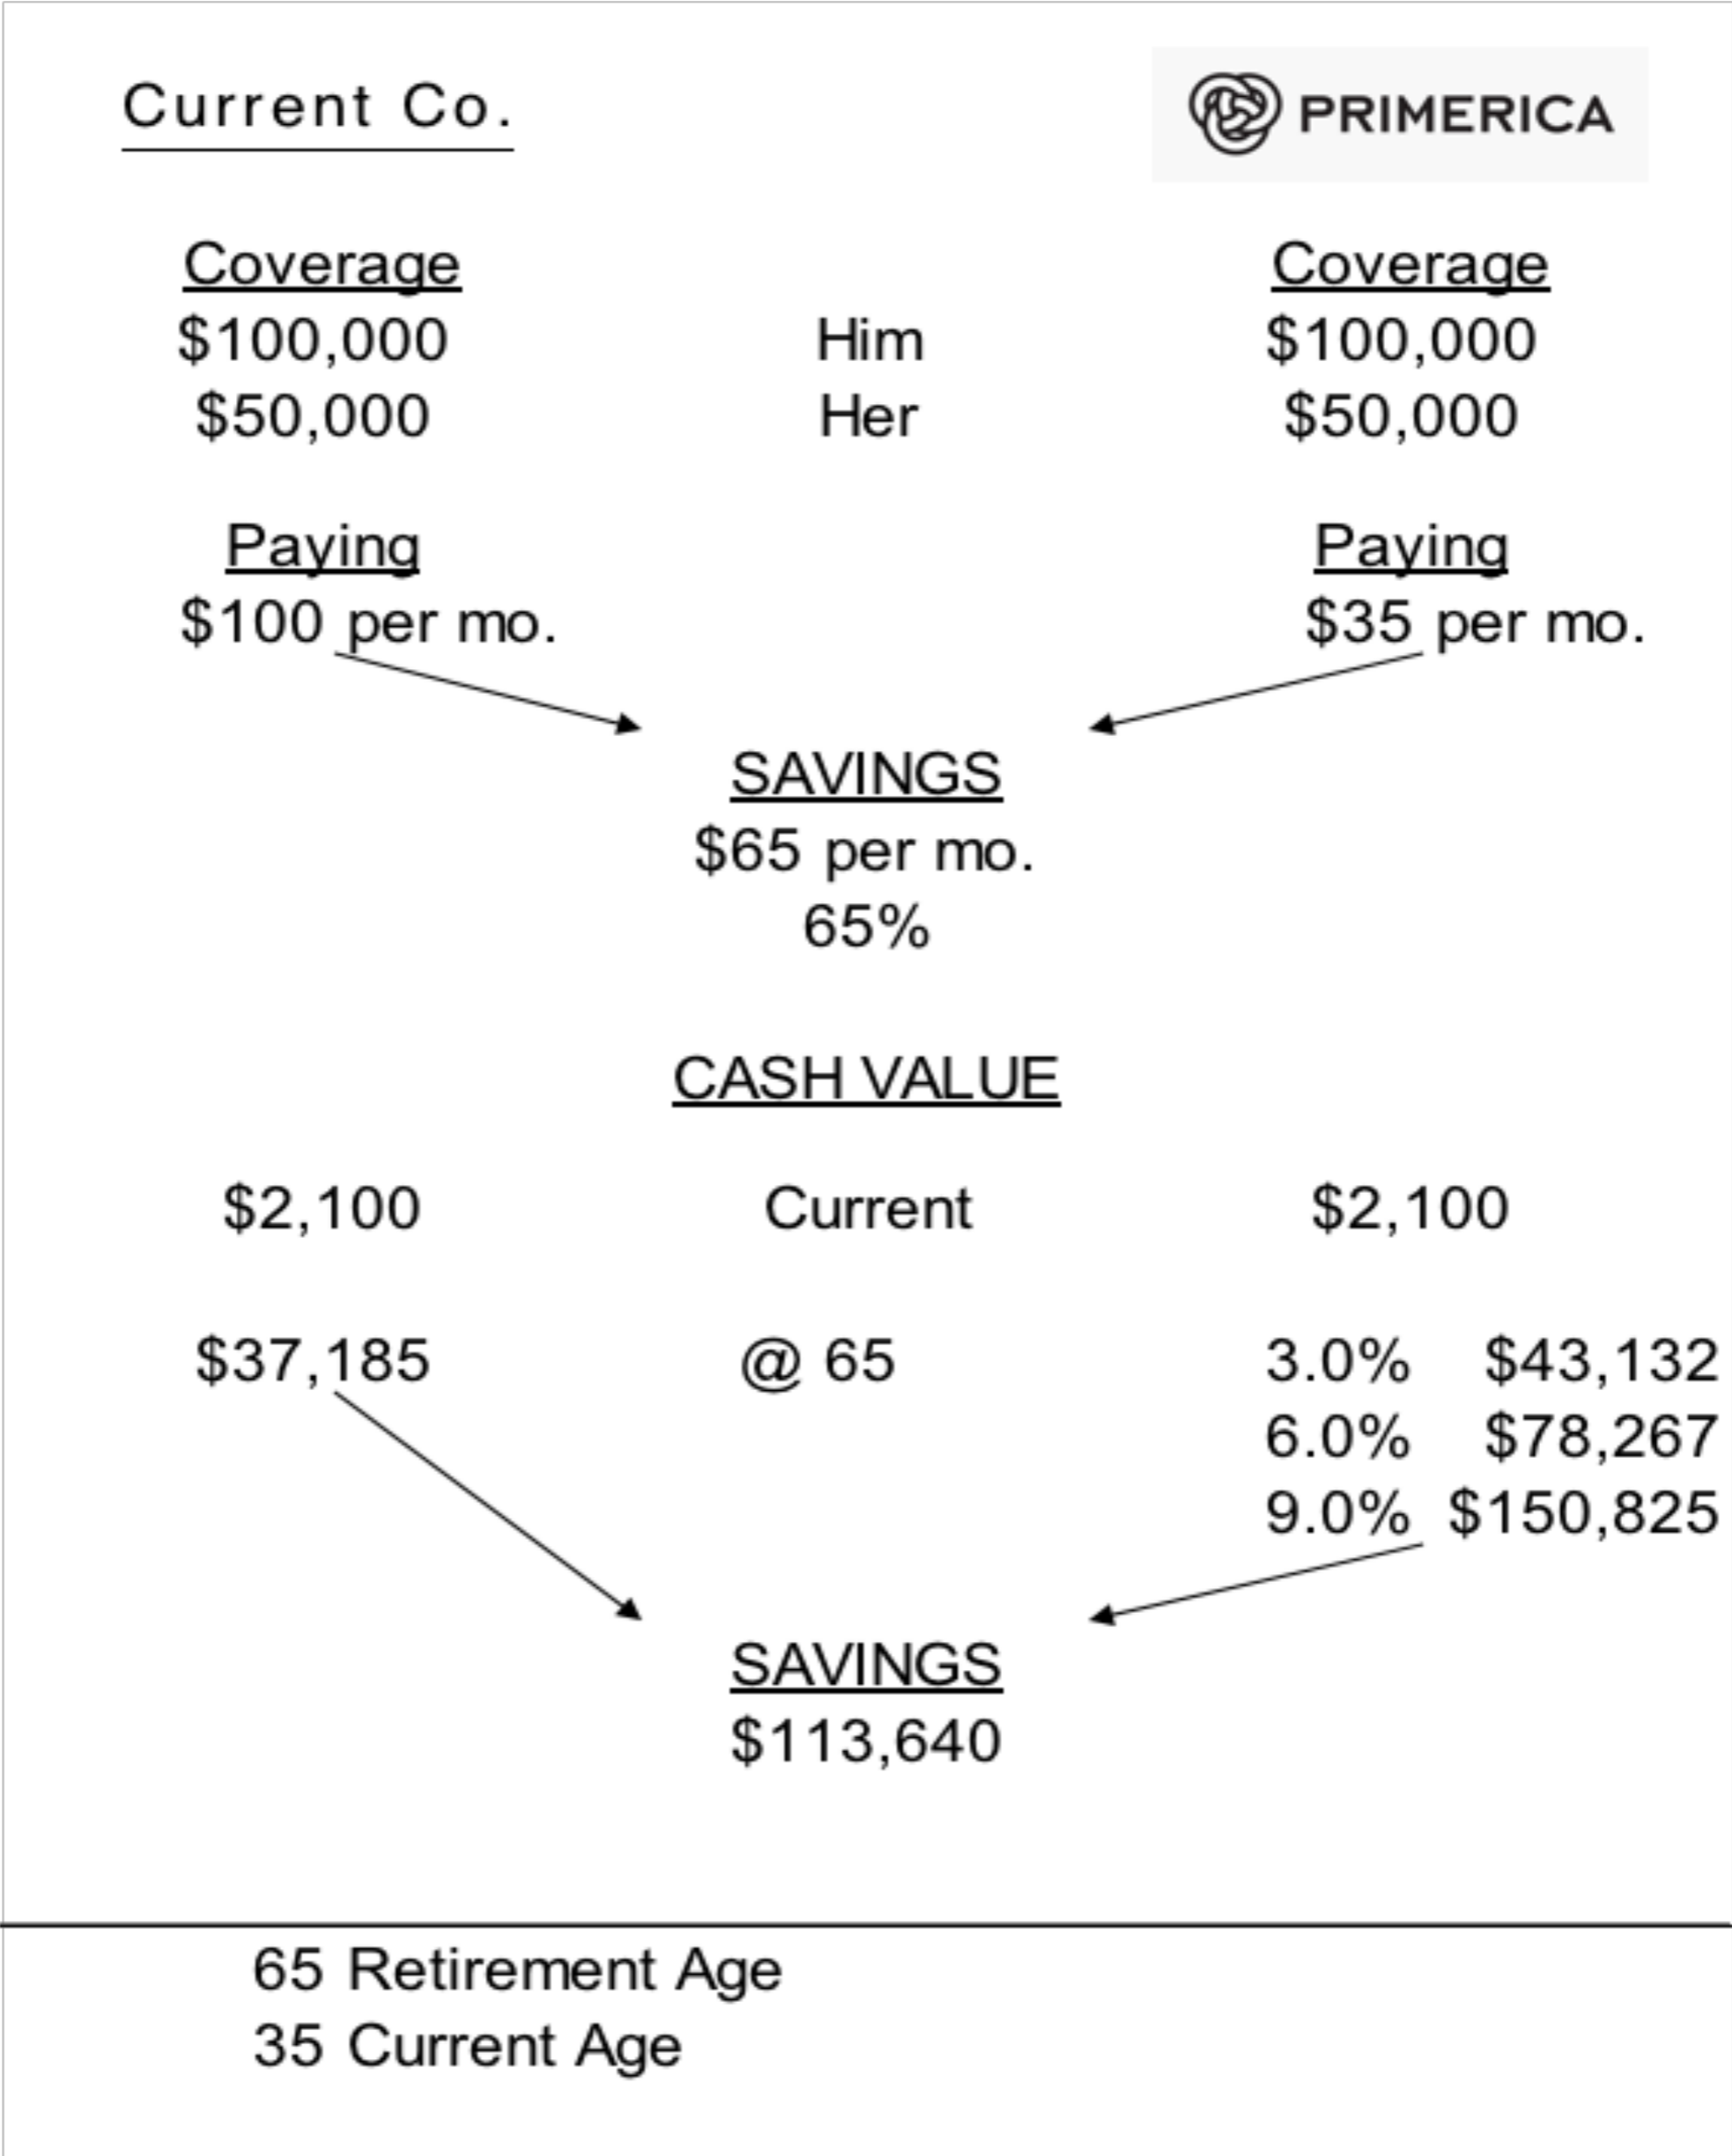 Current Co. PRIMERICA
Coverage Coverage
$100,000 Him $100,000
$50,000 Her $50,000
Paying Paying
$100 per mo. $35 per mo.
SAVINGS
$65 per mo.
65%
CASH VALUE
$2,100 Current $2,100
$37,185 @ 65 3.0% $43,132
6.0% $78,267
9.0% $150,825
SAVINGS
$113,640
65 Retirement Age
35 Current Age